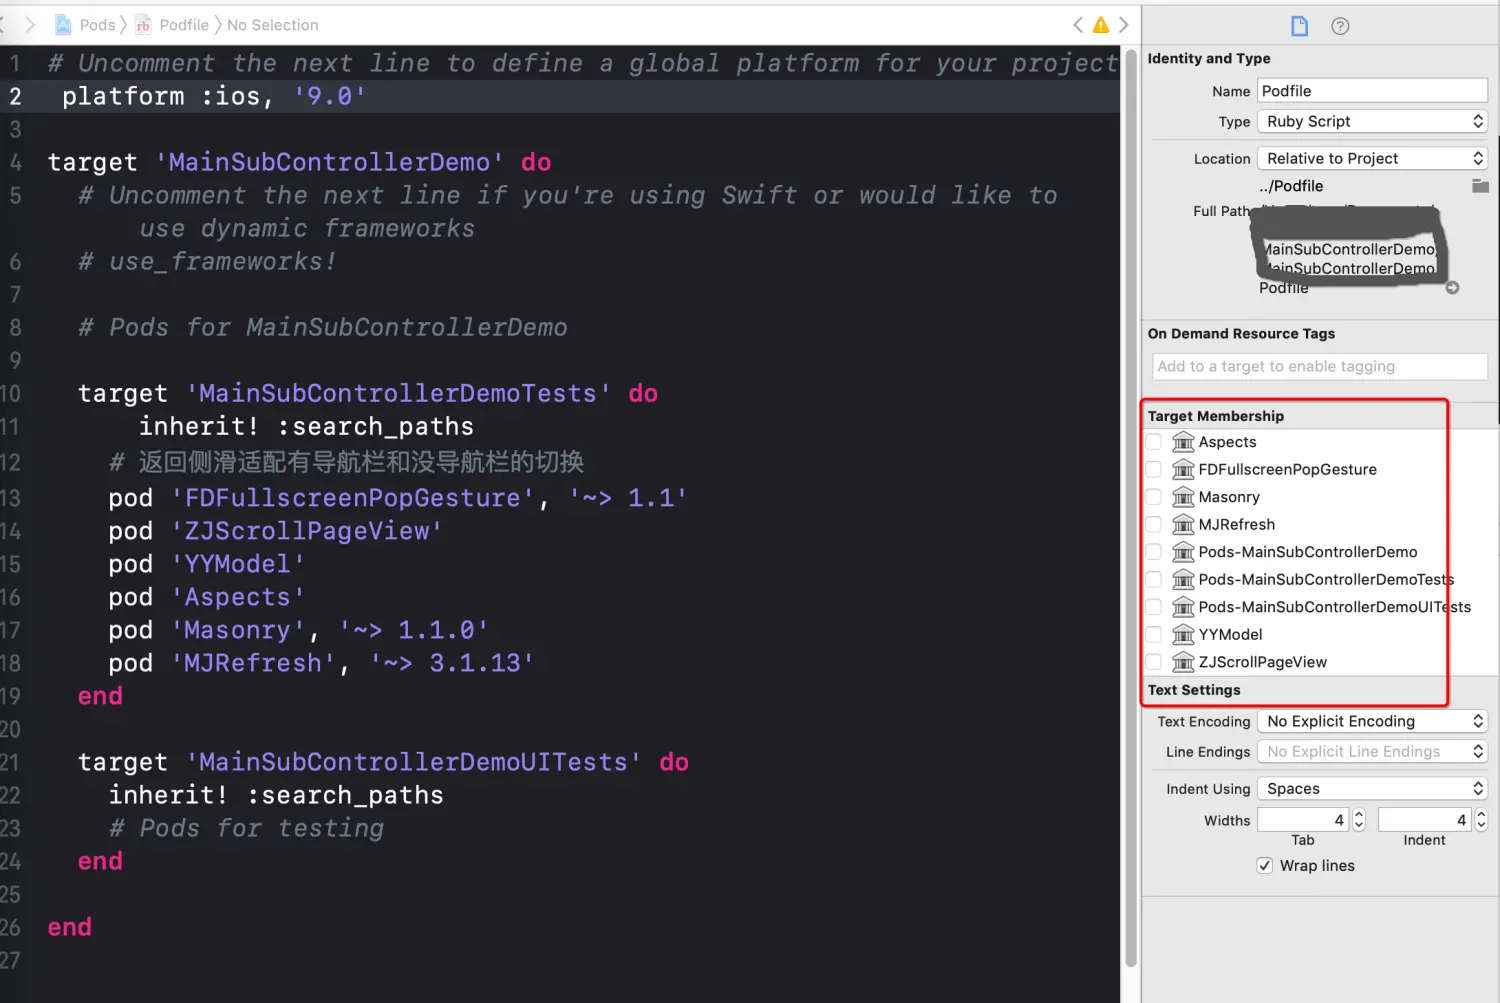 Pods
Podfile
No Selection
1 # Uncomment the next line to define a global platform for your project
2 platform :ios, '9.0'
3
4 target 'MainSubControllerDemo' do
5 # Uncomment the next line if you're using Swift or would like to
use dynamic frameworks
6 # use_frameworks!
7
8 # Pods for MainSubControllerDemo
9
10 target 'MainSubControllerDemoTests' do
11 inherit! :search_paths
12 # 返回侧滑适配有导航栏和没导航栏的切换
13 pod 'FDFullscreenPopGesture', '~> 1.1'
14 pod 'ZJScrollPageView'
15 pod 'YYModel'
16 pod 'Aspects'
17 pod 'Masonry', '~> 1.1.0'
18 pod 'MJRefresh', '~> 3.1.13'
19 end
20
21 target 'MainSubControllerDemoUITests' do
22 inherit! :search_paths
23 # Pods for testing
24 end
25
26 end
27
Identity and Type
Name Podfile
Type Ruby Script
Location Relative to Project
../Podfile
Full Path
MainSubControllerDemo
MainSubControllerDemo
Podfile
On Demand Resource Tags
Add to a target to enable tagging
Target Membership
Aspects
FDFullscreenPopGesture
Masonry
MJRefresh
Pods-MainSubControllerDemo
Pods-MainSubControllerDemoTests
Pods-MainSubControllerDemoUITests
YYModel
ZJScrollPageView
Text Settings
Text Encoding No Explicit Encoding
Line Endings No Explicit Line Endings
Indent Using Spaces
Widths 4 4
Tab Indent
Wrap lines